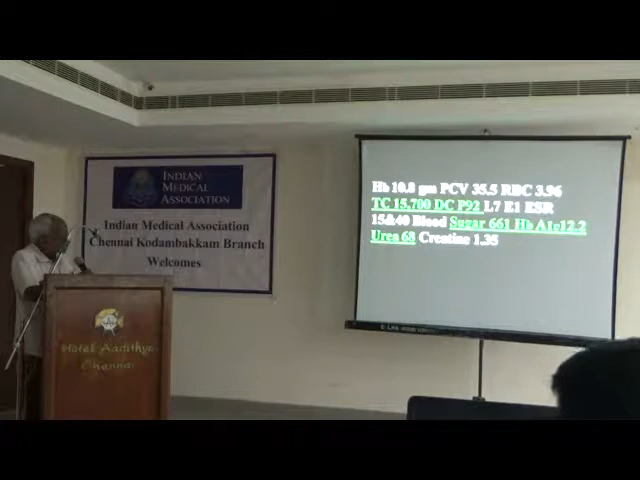 INDIAN
MEDICAL
ASSOCIATION
Indian Medical Association
Chennai Kodambakkam Branch
Welcomes
Hb 10.8 gm PCV 35.5 RBC 3.96
TC 15,700 DC P92 L7 E1 ESR
15&40 Blood Sugar 661 Hb A1c12.2
Urea 68 Creatine 1.35
Hotel Aadithya
Chennai